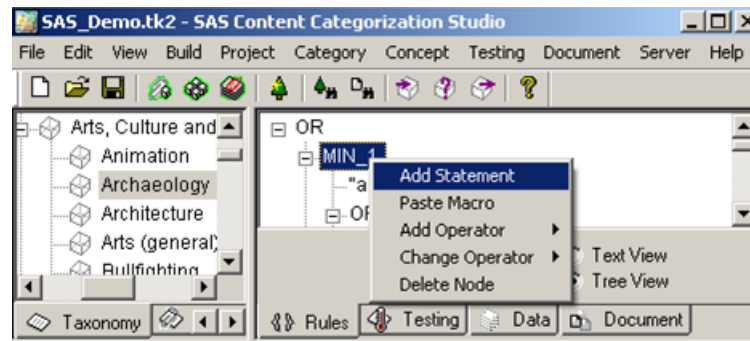 SAS_Demo.tk2 - SAS Content Categorization Studio
File Edit View Build Project Category Concept Testing Document Server Help
Arts, Culture and
Animation
Archaeology
Architecture
Arts (general)
Bullfighting
OR
MIN_1
"a
OR
Add Statement
Paste Macro
Add Operator
Change Operator
Delete Node
Text View
Tree View
Taxonomy
Rules Testing Data Document